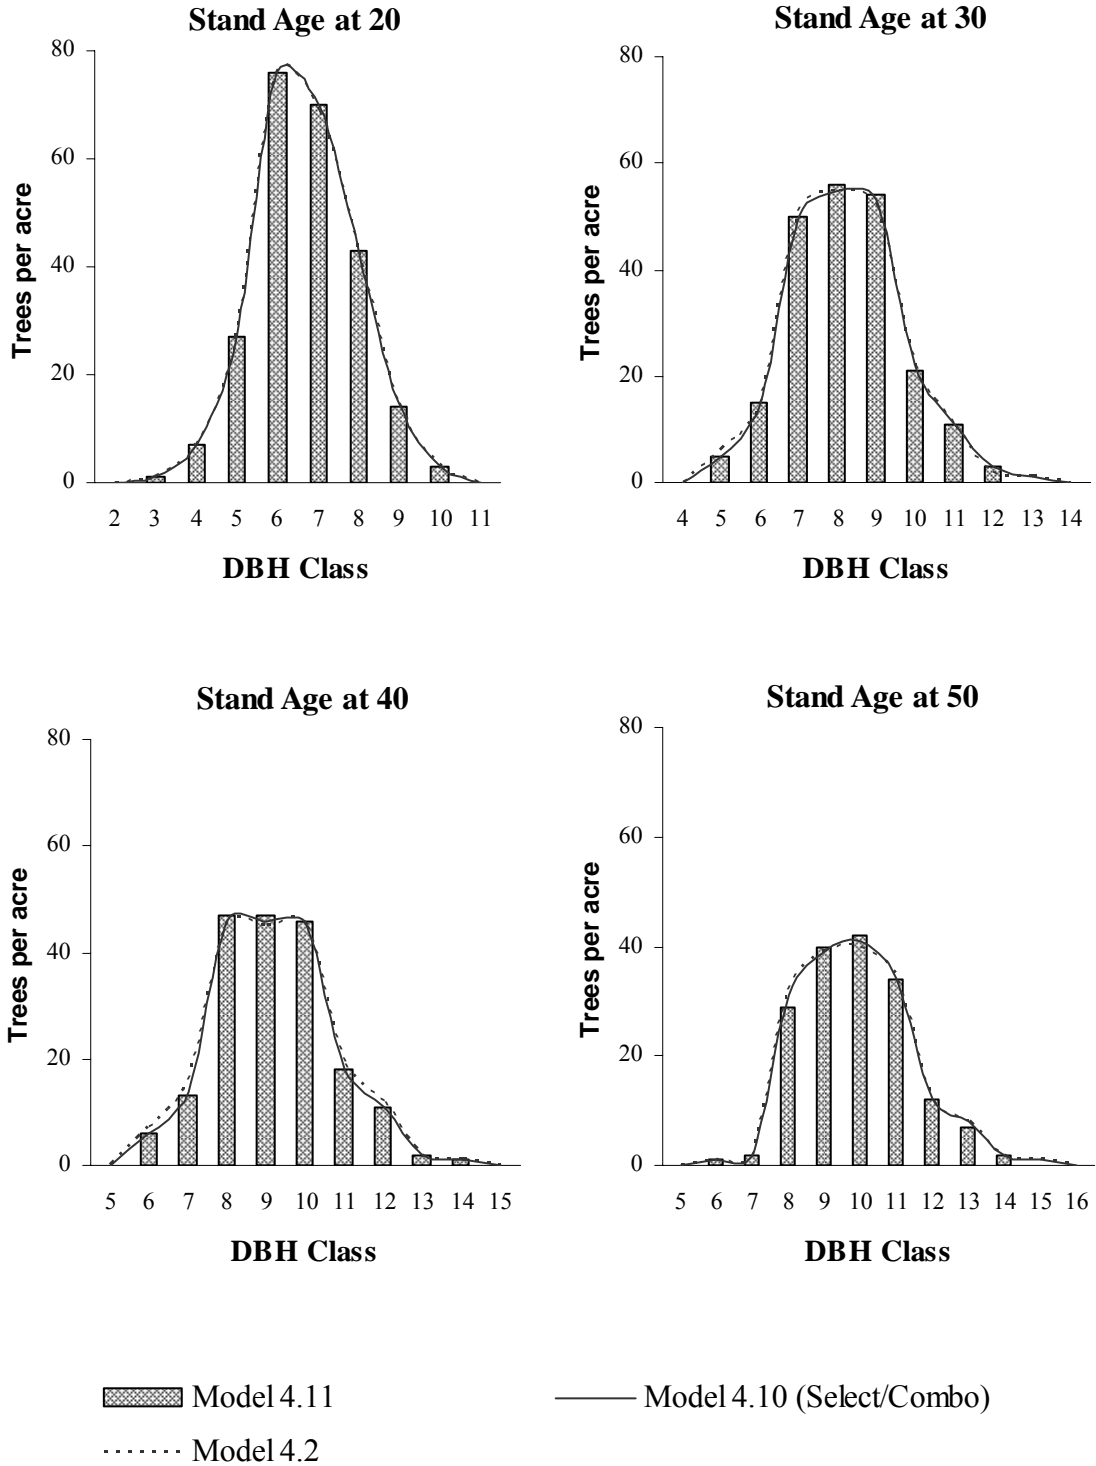 Stand Age at 20
80
60
40
20
0
Trees per acre
2 3 4 5 6 7 8 9 10 11
DBH Class
Stand Age at 30
80
60
40
20
0
Trees per acre
4 5 6 7 8 9 10 11 12 13 14
DBH Class
Stand Age at 40
80
60
40
20
0
Trees per acre
5 6 7 8 9 10 11 12 13 14 15
DBH Class
Stand Age at 50
80
60
40
20
0
Trees per acre
5 6 7 8 9 10 11 12 13 14 15 16
DBH Class
Model 4.11
Model 4.10 (Select/Combo)
Model 4.2